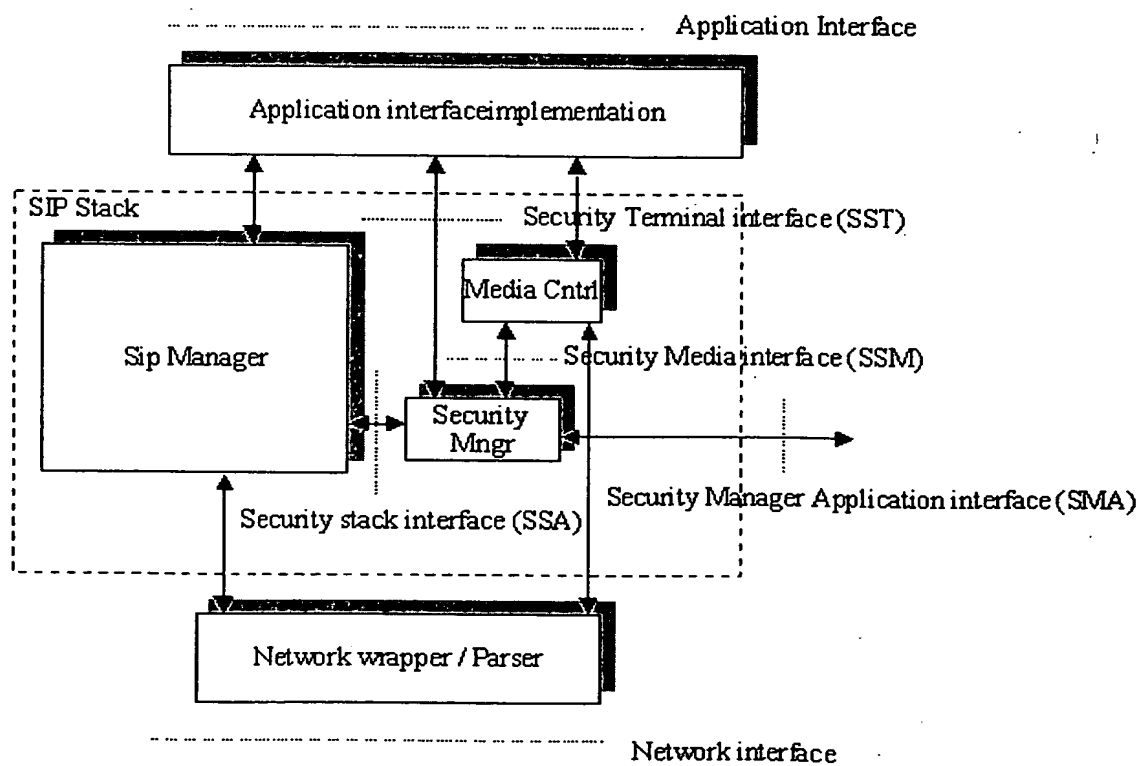 Application Interface
Application interfaceimplementation
SIP Stack
Security Terminal interface (SST)
Media Cntrl
Sip Manager
Security Media interface (SSM)
Security
Mngr
Security Manager Application interface (SMA)
Security stack interface (SSA)
Network wrapper / Parser
Network interface